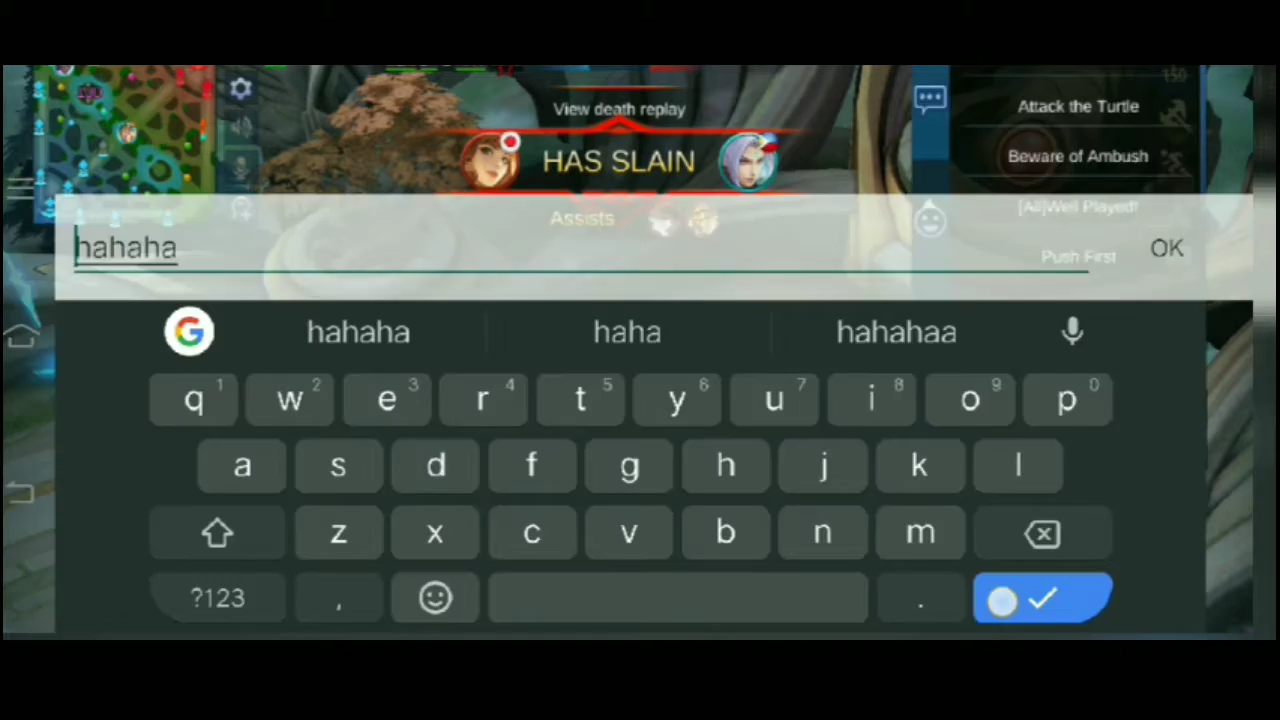 150
View death replay
Attack the Turtle
HAS SLAIN
Beware of Ambush
Assists
[All]Well Played!
hahaha
OK
Push First
G hahaha haha hahahaa
q 1 w 2 e 3 r 4 t 5 y 6 u 7 i 8 o 9 p 0
a s d f g h j k l
z x c v b n m
?123 , .